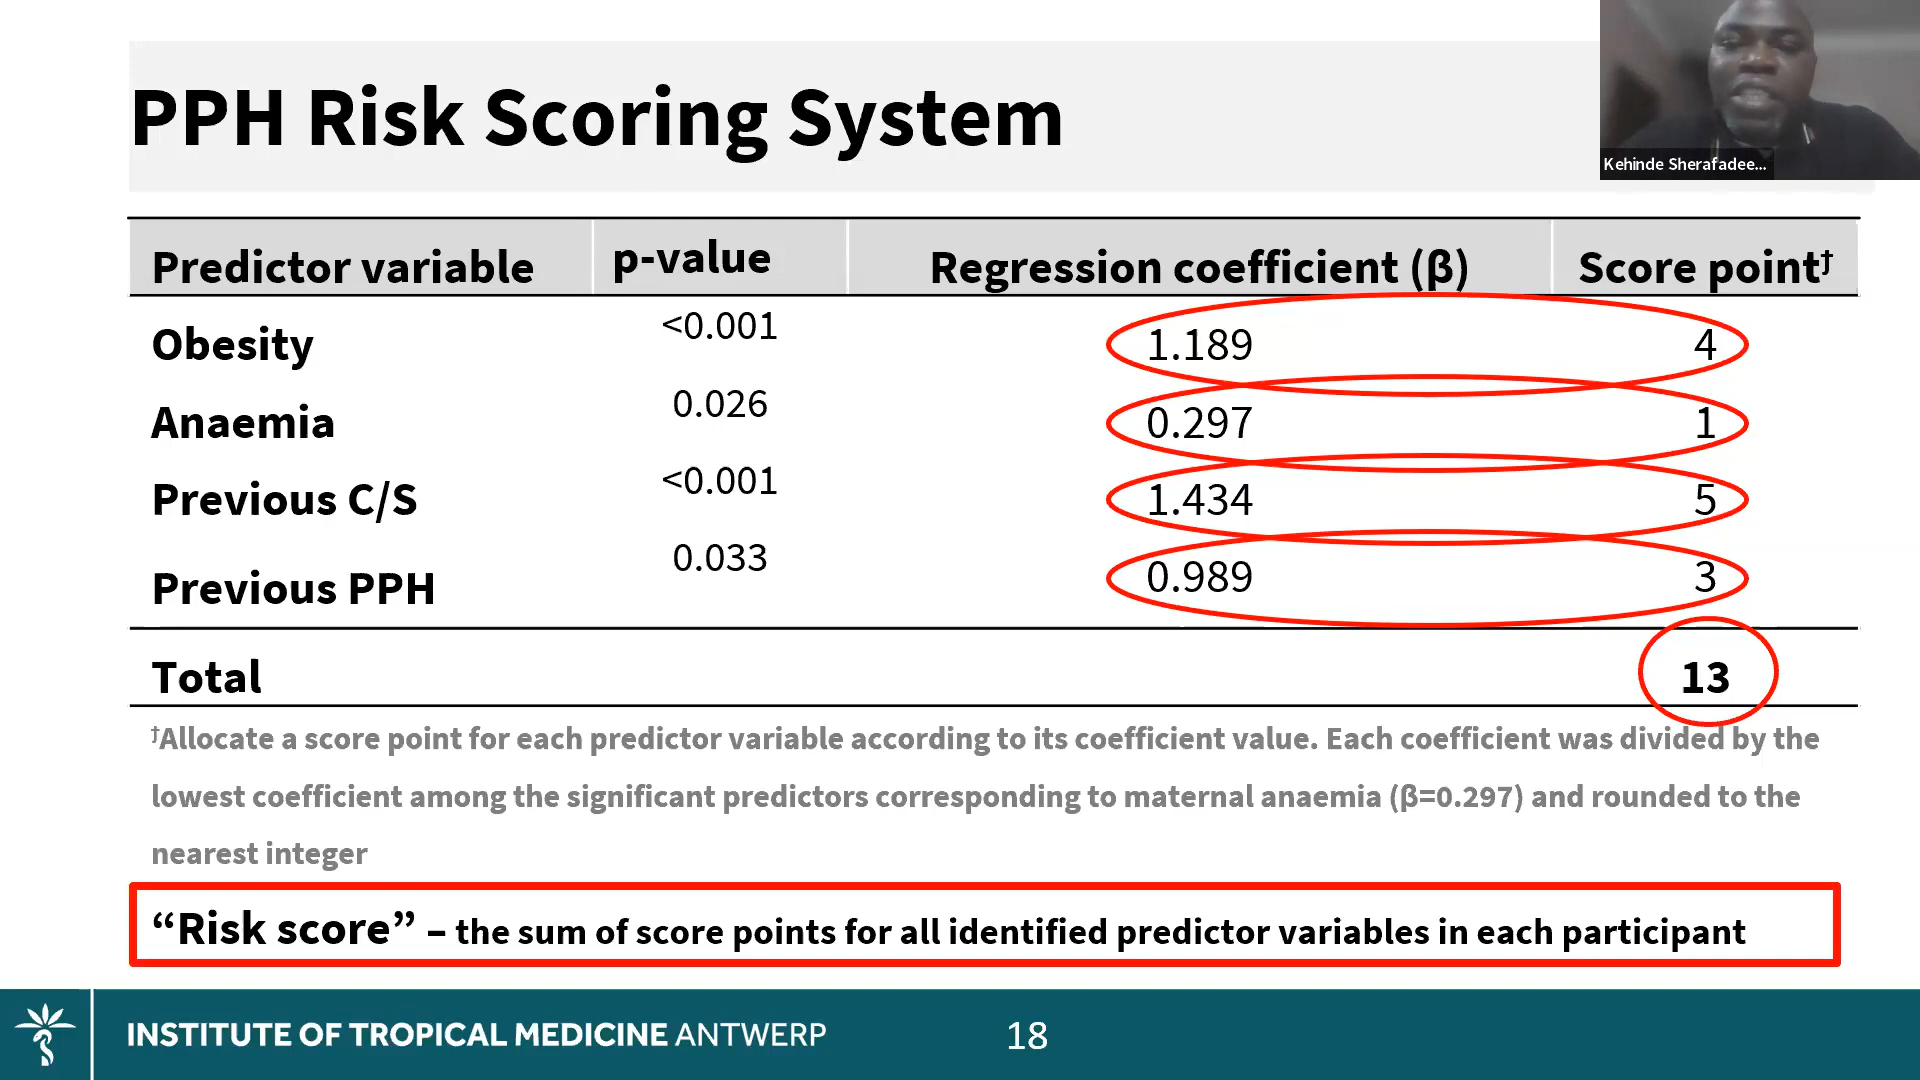 PPH Risk Scoring System
Kehinde Sherafadee...
Predictor variable p-value Regression coefficient (β) Score point†
Obesity <0.001 1.189 4
Anaemia 0.026 0.297 1
Previous C/S <0.001 1.434 5
Previous PPH 0.033 0.989 3
Total 13
†Allocate a score point for each predictor variable according to its coefficient value. Each coefficient was divided by the
lowest coefficient among the significant predictors corresponding to maternal anaemia (β=0.297) and rounded to the
nearest integer
“Risk score” – the sum of score points for all identified predictor variables in each participant
INSTITUTE OF TROPICAL MEDICINE ANTWERP 18